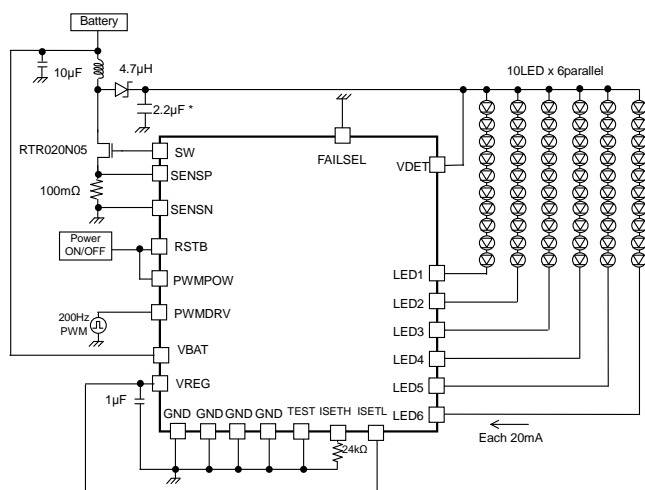 Battery
10µF
4.7µH
2.2µF *
10LED x 6parallel
RTR020N05
100mΩ
SW
SENSP
SENSN
FAILSEL
VDET
Power
ON/OFF
RSTB
PWMPOW
200Hz
PWM
PWMDRV
VBAT
VREG
1µF
LED1
LED2
LED3
LED4
LED5
LED6
GND GND GND GND TEST ISETH ISETL
24kΩ
Each 20mA